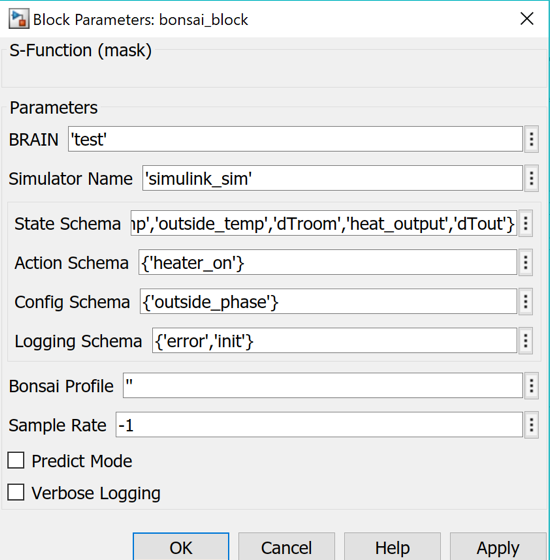 Block Parameters: bonsai_block
S-Function (mask)
Parameters
BRAIN 'test'
Simulator Name 'simulink_sim'
State Schema 'outside_temp','dTroom','heat_output','dTout'}
Action Schema {'heater_on'}
Config Schema {'outside_phase'}
Logging Schema {'error','init'}
Bonsai Profile ''
Sample Rate -1
Predict Mode
Verbose Logging
OK Cancel Help Apply